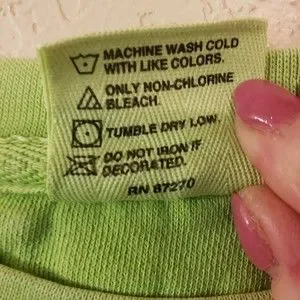 MACHINE WASH COLD
WITH LIKE COLORS.
ONLY NON-CHLORINE
BLEACH.
TUMBLE DRY LOW.
DO NOT IRON IF
DECORATED.
RN 87270